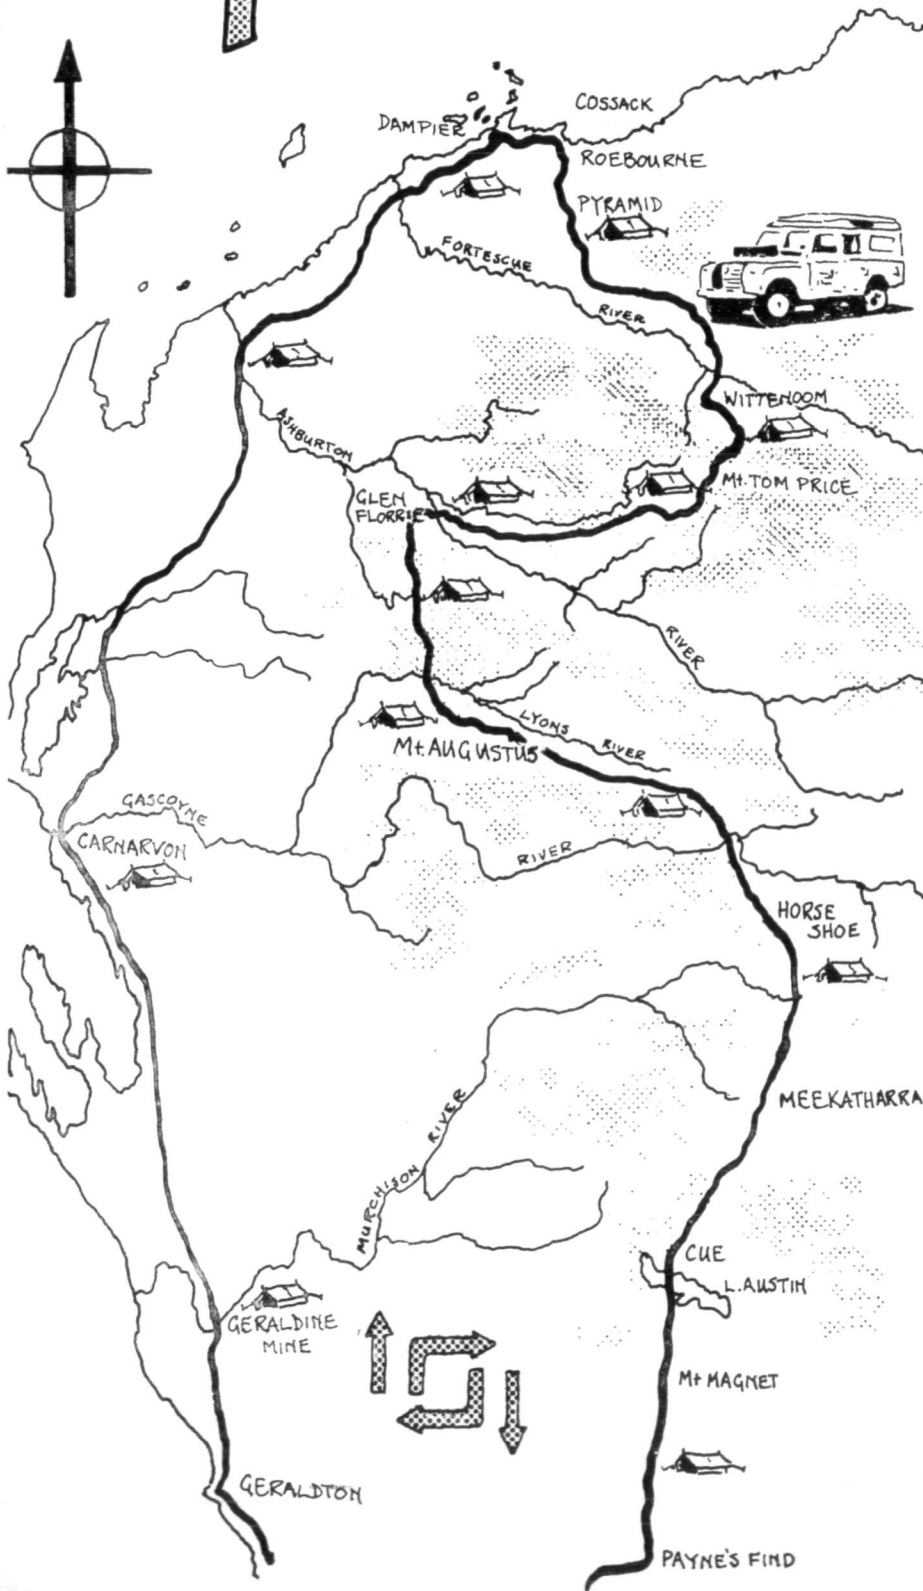 COSSACK
DAMPIER
ROEBOURNE
PYRAMID
FORTESCUE
RIVER
WITTENOOM
ASHBURTON
Mt. TOM PRICE
GLEN
FLORRIE
RIVER
LYONS RIVER
Mt. AUGUSTUS
GASCOYNE
CARNARVON
RIVER
HORSE
SHOE
MEEKATHARRA
MURCHISON RIVER
CUE
L. AUSTIN
GERALDINE
MINE
Mt MAGNET
GERALDTON
PAYNE'S FIND